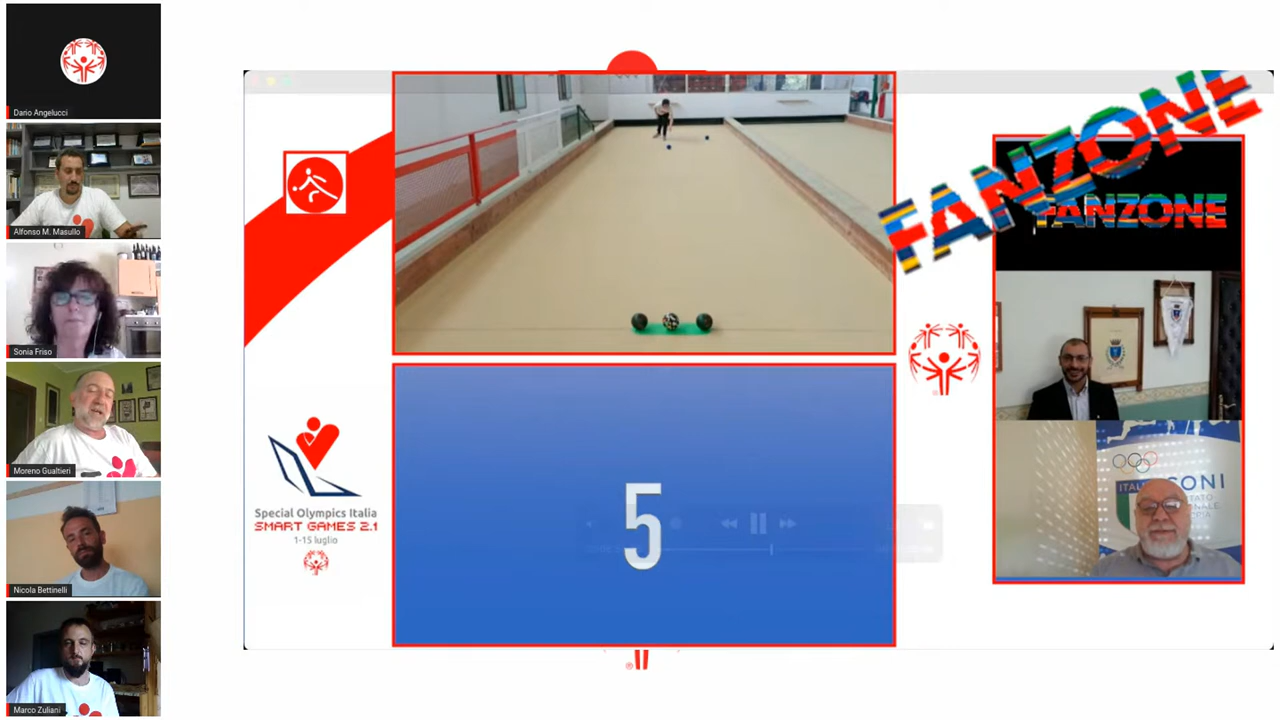 Dario Angelucci
Alfonso M. Masullo
Sonia Friso
Moreno Gualtieri
Nicola Bettinelli
Marco Zuliani
Special Olympics Italia
SMART GAMES 2.1
1-15 luglio
5
FANZONE
FANZONE
ITAL
CONI